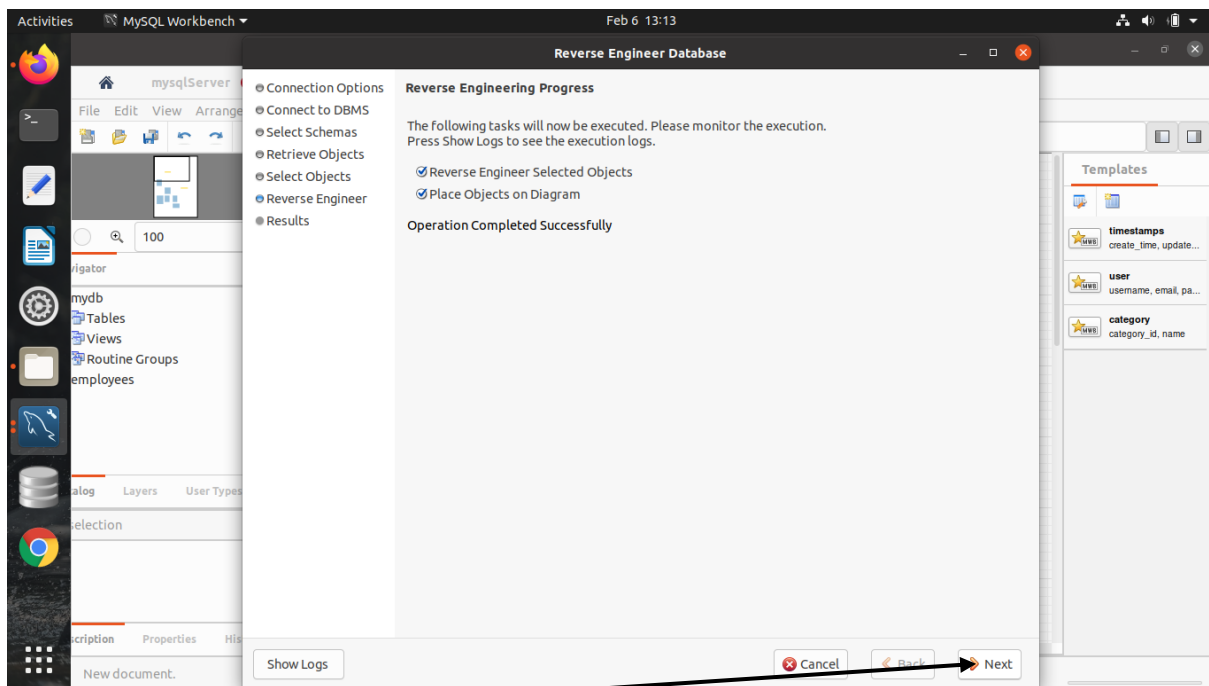 Activities MySQL Workbench Feb 6 13:13
Reverse Engineer Database
mysqlServer
File Edit View Arrange
100
vigator
mydb
Tables
Views
Routine Groups
employees
alog Layers User Types
selection
scription Properties His
New document.
Connection Options
Connect to DBMS
Select Schemas
Retrieve Objects
Select Objects
Reverse Engineer
Results
Reverse Engineering Progress
The following tasks will now be executed. Please monitor the execution.
Press Show Logs to see the execution logs.
Reverse Engineer Selected Objects
Place Objects on Diagram
Operation Completed Successfully
Show Logs Cancel Back Next
Templates
timestamps
create_time, update...
user
username, email, pa...
category
category_id, name